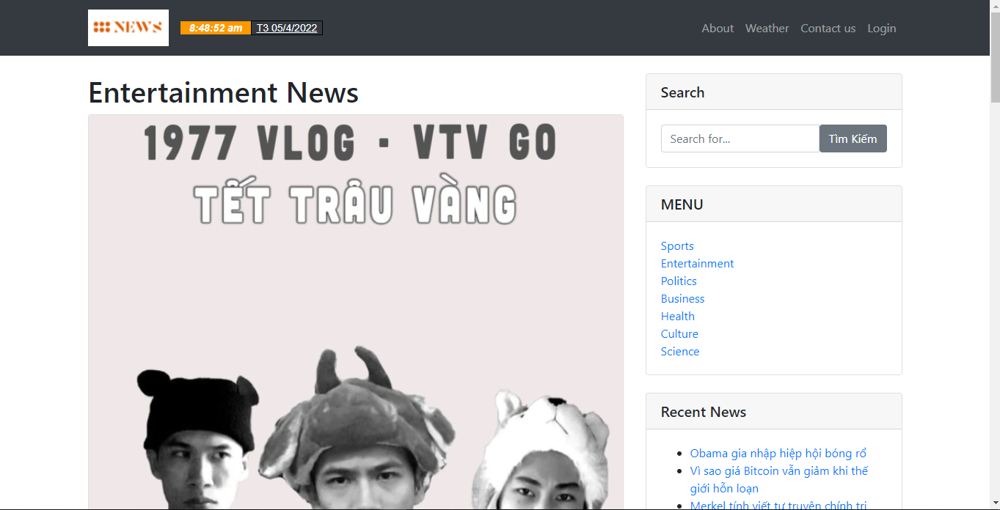 NEWS
8:48:52 am T3 05/4/2022
About Weather Contact us Login
Entertainment News
1977 VLOG - VTV GO
TẾT TRÂU VÀNG
Search
Search for...
Tìm Kiếm
MENU
Sports
Entertainment
Politics
Business
Health
Culture
Science
Recent News
Obama gia nhập hiệp hội bóng rổ
Vì sao giá Bitcoin vẫn giảm khi thế
giới hỗn loạn
Merkel tính viết tự truyện chính trị